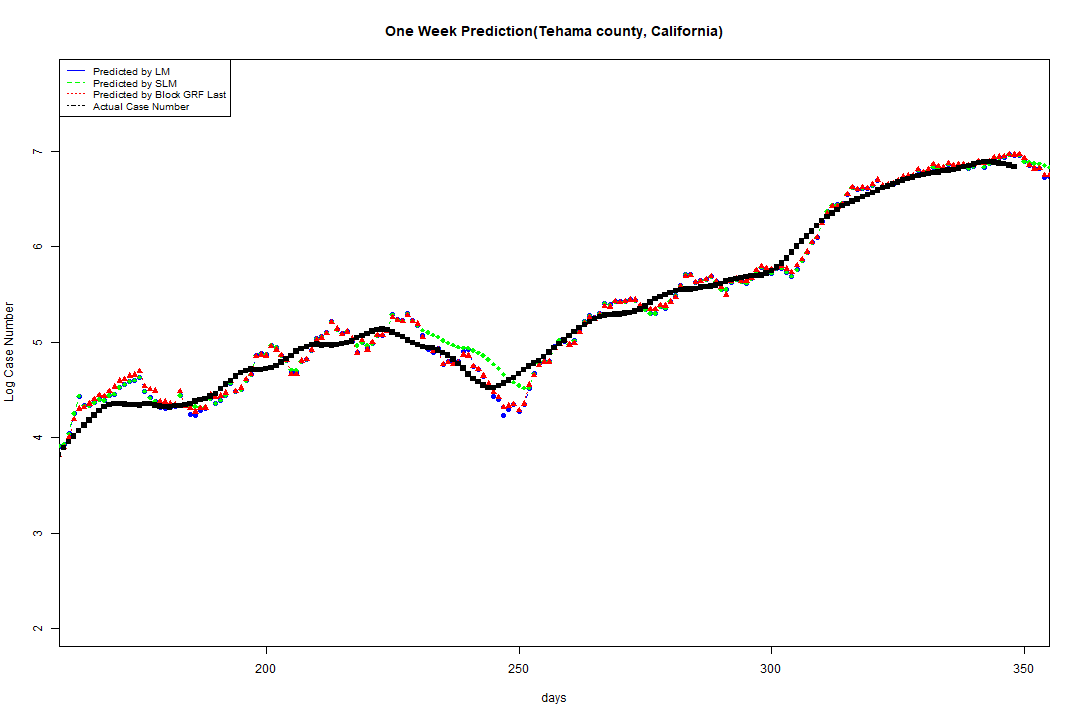 One Week Prediction(Tehama county, California)
Predicted by LM
Predicted by SLM
Predicted by Block GRF Last
Actual Case Number
7
6
5
4
3
2
Log Case Number
200 250 300 350
days